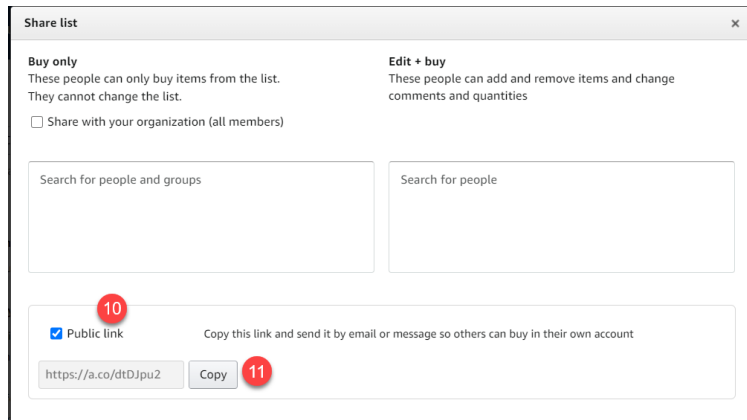 Share list
×
Buy only
These people can only buy items from the list.
They cannot change the list.
Share with your organization (all members)
Edit + buy
These people can add and remove items and change
comments and quantities
Search for people and groups
Search for people
10
Public link
Copy this link and send it by email or message so others can buy in their own account
https://a.co/dtDJpu2
Copy
11